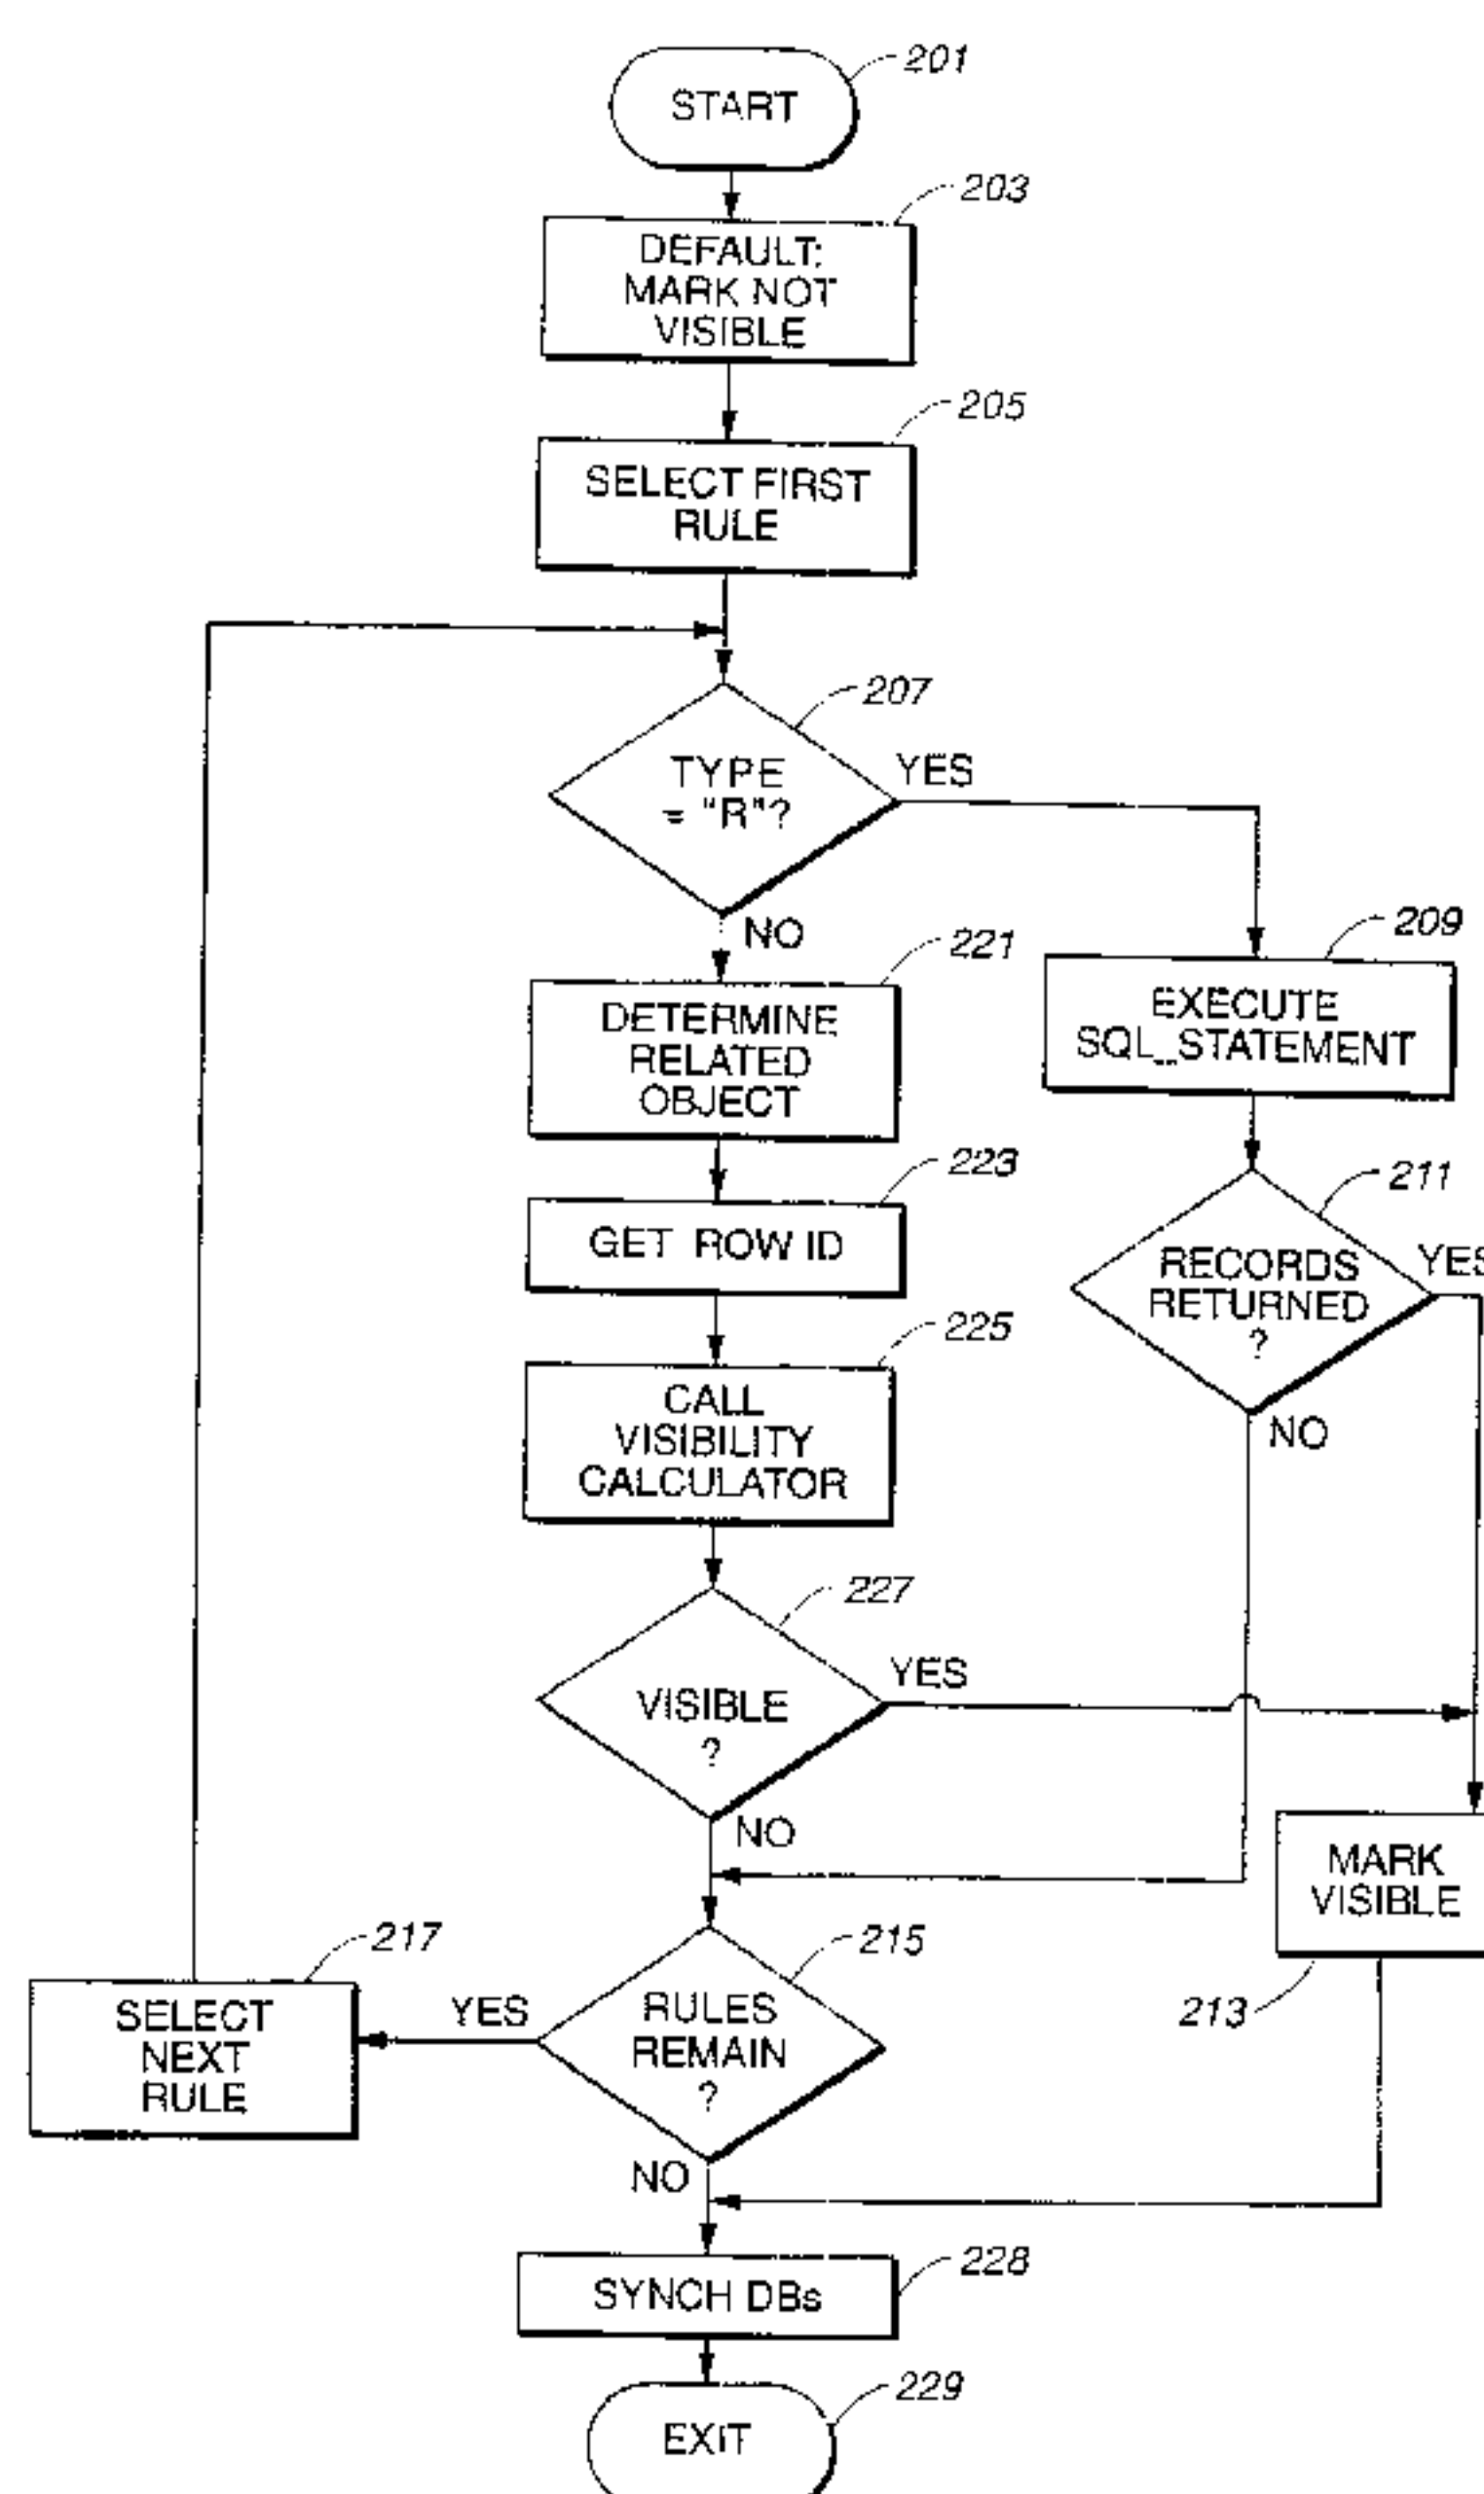 START
201
DEFAULT:
MARK NOT
VISIBLE
203
SELECT FIRST
RULE
205
TYPE
= "R"?
207
YES
NO
DETERMINE
RELATED
OBJECT
221
EXECUTE
SQL_STATEMENT
209
GET ROW ID
223
RECORDS
RETURNED
?
211
YES
NO
CALL
VISIBILITY
CALCULATOR
225
VISIBLE
?
227
YES
NO
MARK
VISIBLE
213
RULES
REMAIN
?
215
YES
NO
SELECT
NEXT
RULE
217
SYNCH DBs
228
EXIT
229